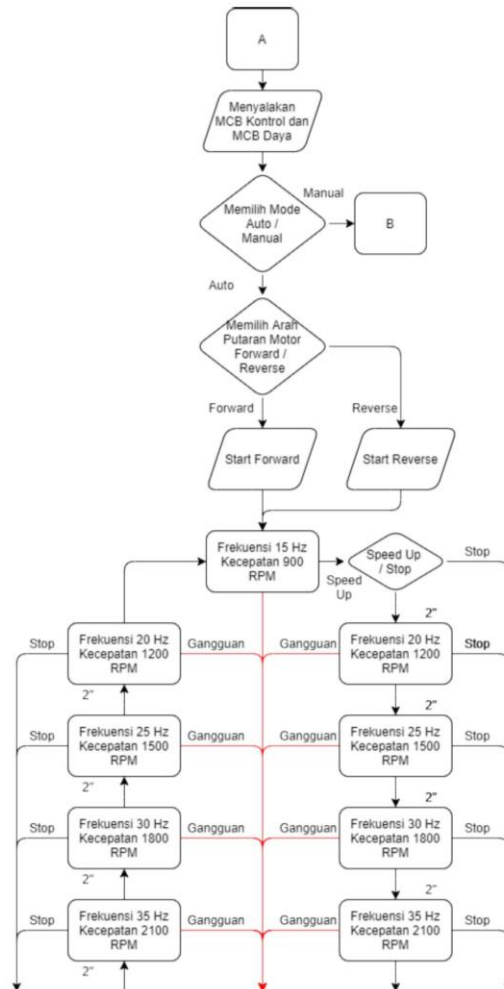 A
Menyalakan
MCB Kontrol dan
MCB Daya
Memilih Mode
Auto /
Manual
Manual
B
Auto
Memilih Arah
Putaran Motor
Forward /
Reverse
Forward
Reverse
Start Forward
Start Reverse
Frekuensi 15 Hz
Kecepatan 900
RPM
Speed
Up
Speed Up
/ Stop
Stop
2"
Stop
Frekuensi 20 Hz
Kecepatan 1200
RPM
Gangguan
Gangguan
Frekuensi 20 Hz
Kecepatan 1200
RPM
Stop
2"
2"
Stop
Frekuensi 25 Hz
Kecepatan 1500
RPM
Gangguan
Gangguan
Frekuensi 25 Hz
Kecepatan 1500
RPM
Stop
2"
2"
Stop
Frekuensi 30 Hz
Kecepatan 1800
RPM
Gangguan
Gangguan
Frekuensi 30 Hz
Kecepatan 1800
RPM
Stop
2"
2"
Stop
Frekuensi 35 Hz
Kecepatan 2100
RPM
Gangguan
Gangguan
Frekuensi 35 Hz
Kecepatan 2100
RPM
Stop
2"